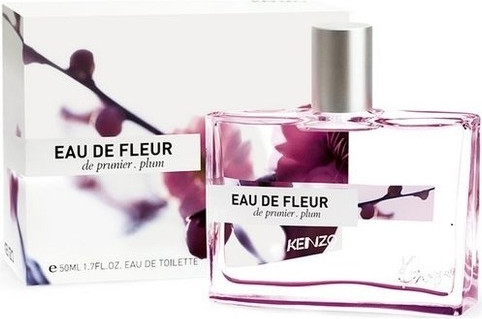 EAU DE FLEUR
de prunier . plum
KENZO
e 50ML 1.7FL.OZ. EAU DE TOILETTE
EAU DE FLEUR
de prunier . plum
KENZO
Kenzo